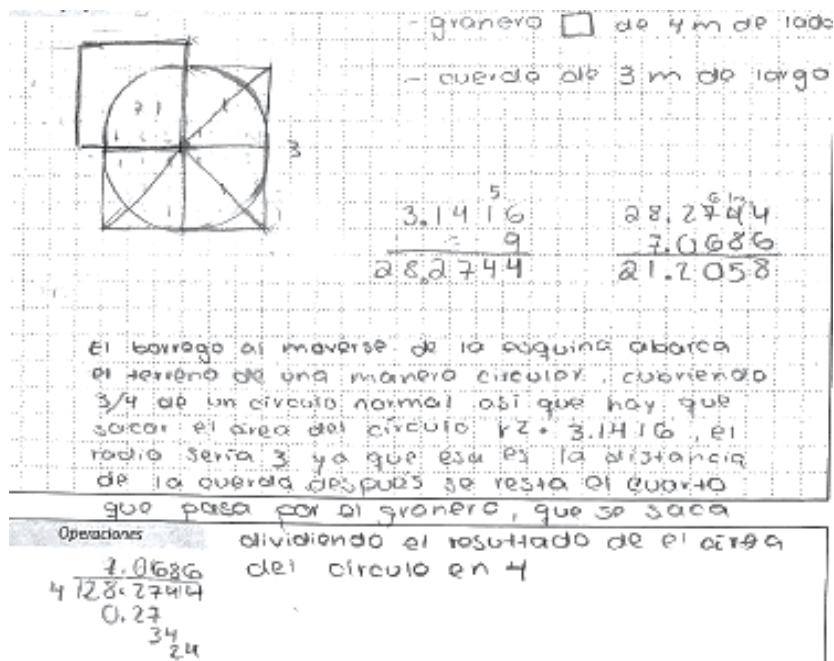 - granero □ de 4 m de lado
- cuerda de 3 m de largo
3
5
3.1416
9
28.2744
28.2744
7.0686
21.2058
El borrego al moverse de la esquina abarca
el terreno de una manera circular, cubriendo
3/4 de un circulo normal asi que hay que
sacar el área del circulo r2 · 3.1416, el
radio seria 3 ya que esa es la distancia
de la cuerda despues se resta el cuarto
que pasa por el granero, que se saca
Operaciones
dividiendo el resultado de el area
del circulo en 4
7.0686
4 28.2744
0.27
34
24